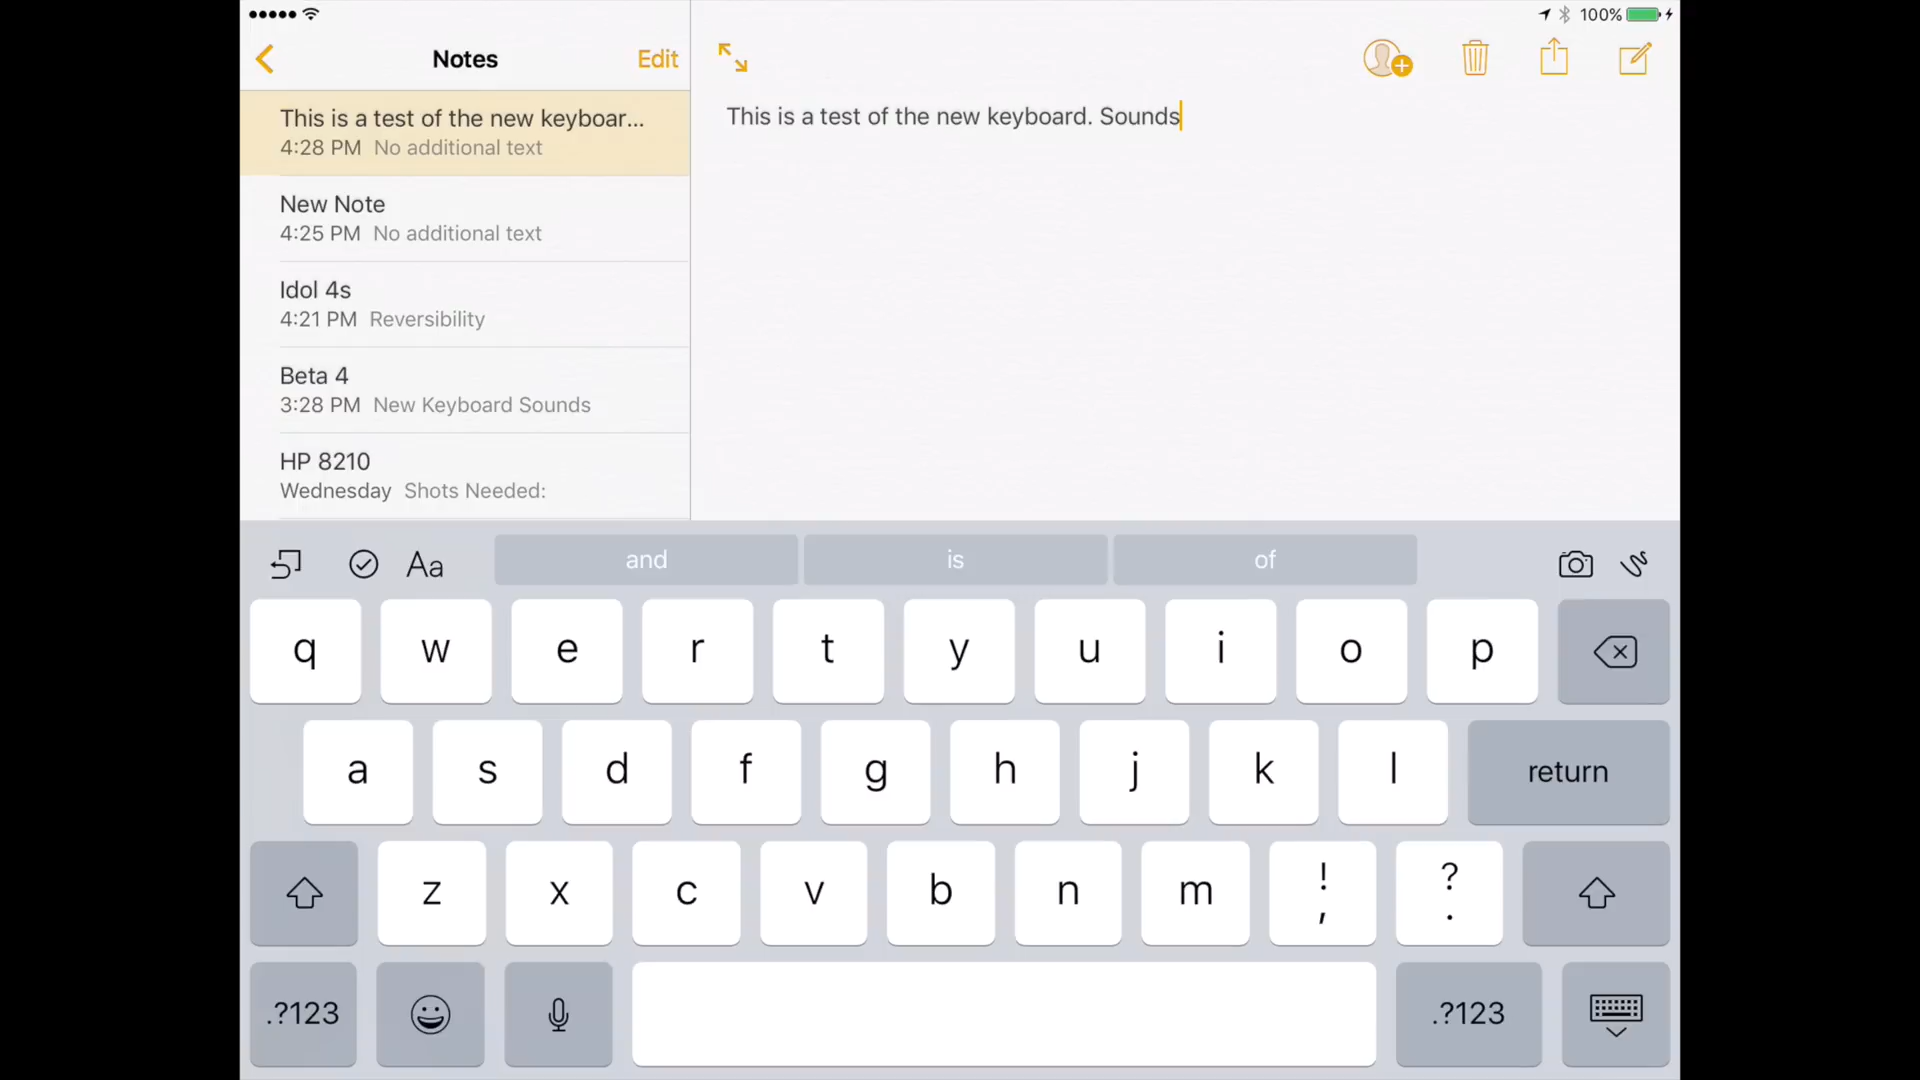 100%
Notes
Edit
This is a test of the new keyboar...
4:28 PM No additional text
New Note
4:25 PM No additional text
Idol 4s
4:21 PM Reversibility
Beta 4
3:28 PM New Keyboard Sounds
HP 8210
Wednesday Shots Needed:
This is a test of the new keyboard. Sounds
Aa and is of
q w e r t y u i o p
a s d f g h j k l return
z x c v b n m ! , ? .
.?123 .?123